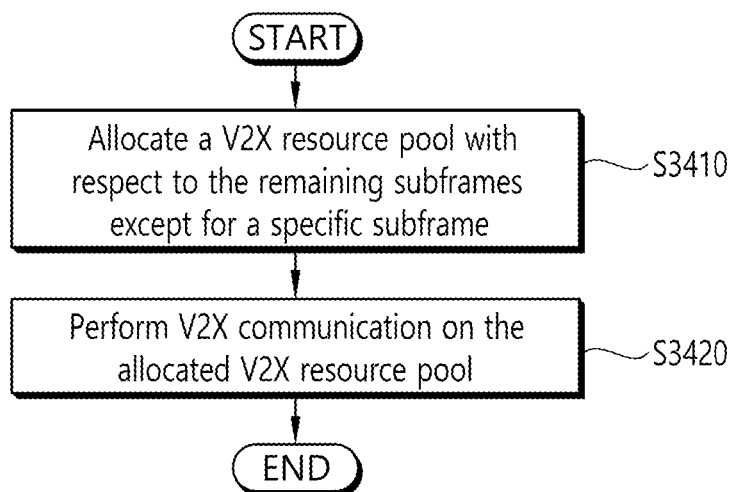 START
Allocate a V2X resource pool with
respect to the remaining subframes
except for a specific subframe
S3410
Perform V2X communication on the
allocated V2X resource pool
S3420
END